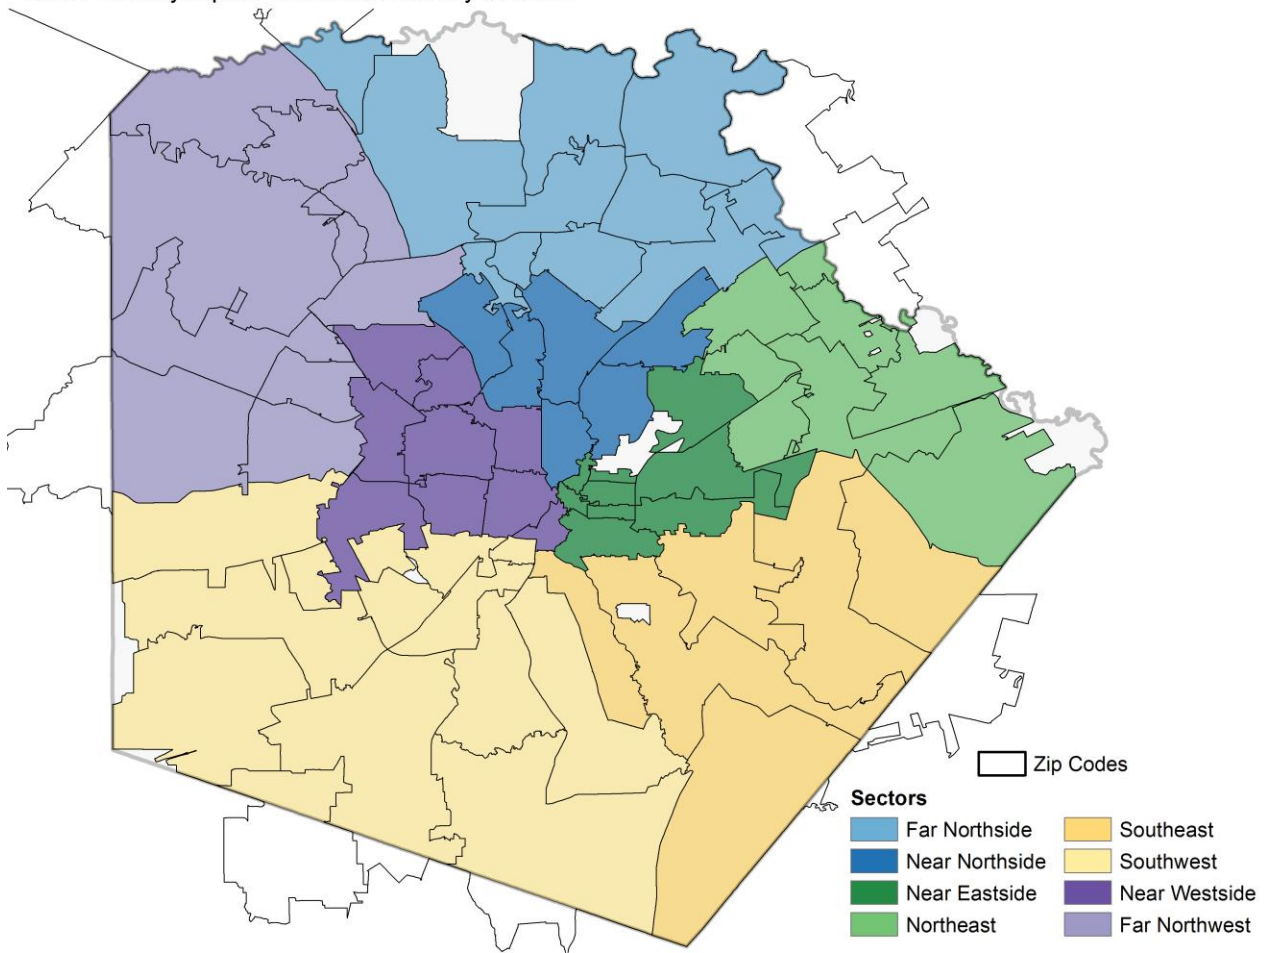 Zip Codes
Sectors
Far Northside
Southeast
Near Northside
Southwest
Near Eastside
Near Westside
Northeast
Far Northwest